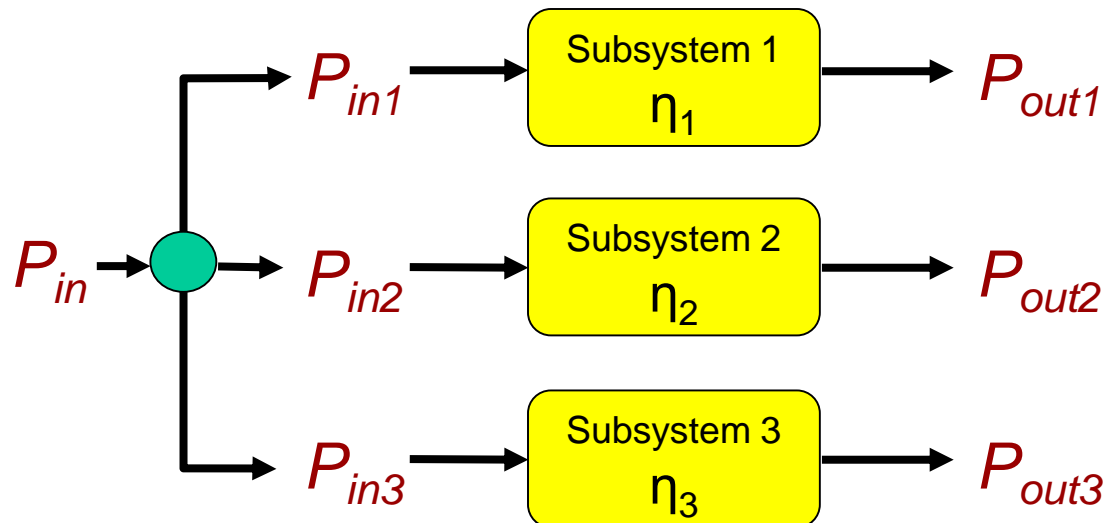 P_in1
Subsystem 1
η_1
P_out1
P_in
P_in2
Subsystem 2
η_2
P_out2
P_in3
Subsystem 3
η_3
P_out3